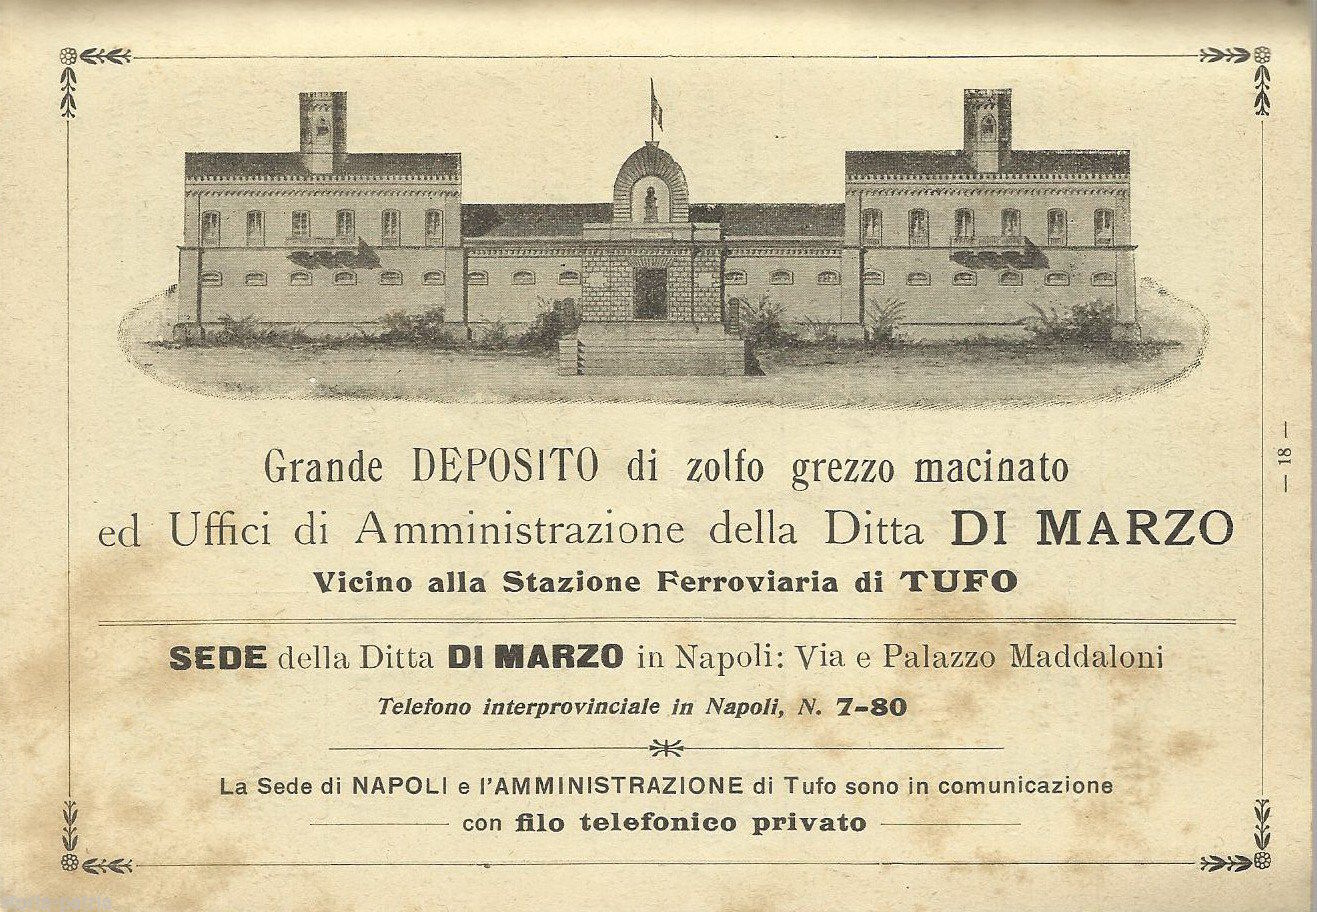 Grande DEPOSITO di zolfo grezzo macinato
ed Uffici di Amministrazione della Ditta DI MARZO
Vicino alla Stazione Ferroviaria di TUFO
SEDE della Ditta DI MARZO in Napoli: Via e Palazzo Maddaloni
Telefono interprovinciale in Napoli, N. 7-80
La Sede di NAPOLI e l'AMMINISTRAZIONE di Tufo sono in comunicazione
con filo telefonico privato
— 18 —